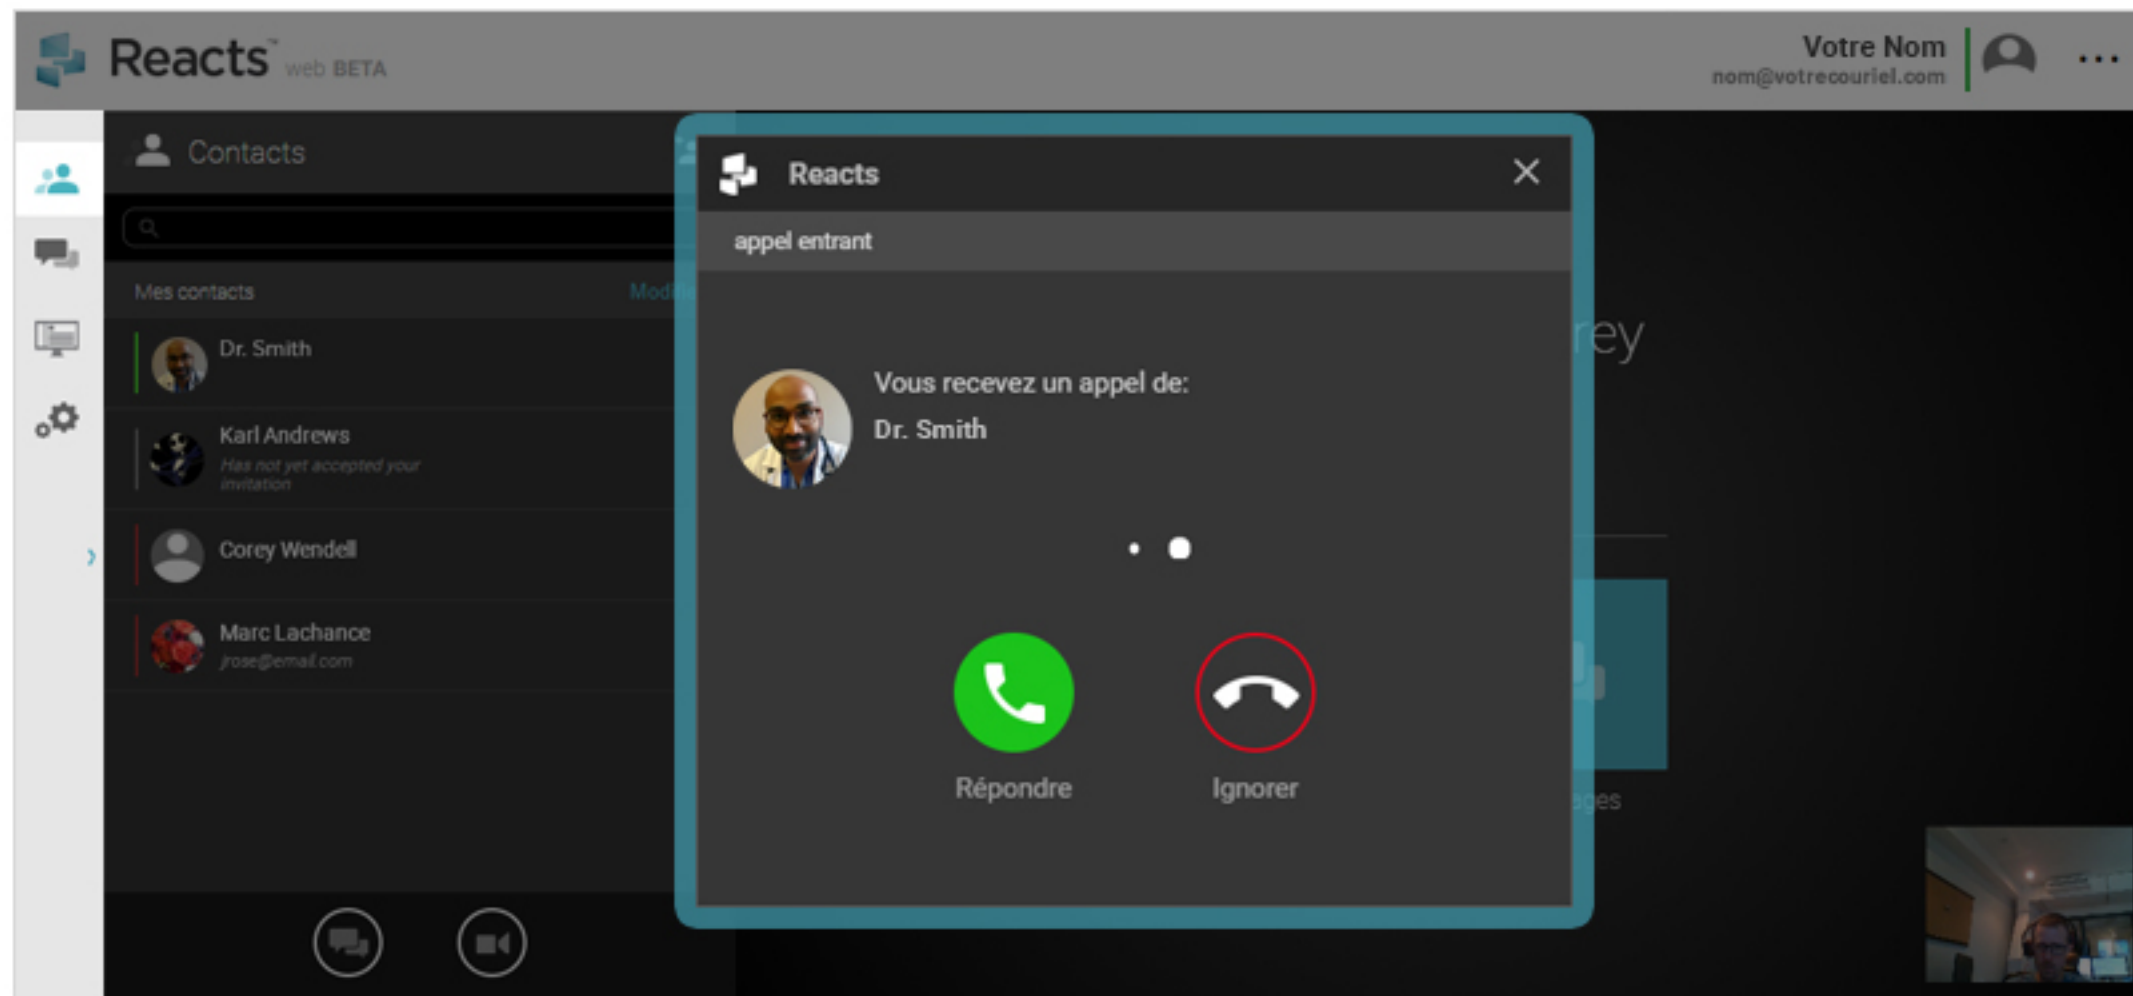 Reacts™ web BETA
Votre Nom
nom@votrecouriel.com
Contacts
Mes contacts
Dr. Smith
Karl Andrews
Has not yet accepted your
invitation
Corey Wendell
Marc Lachance
jrose@email.com
Reacts
appel entrant
Vous recevez un appel de:
Dr. Smith
Répondre
Ignorer